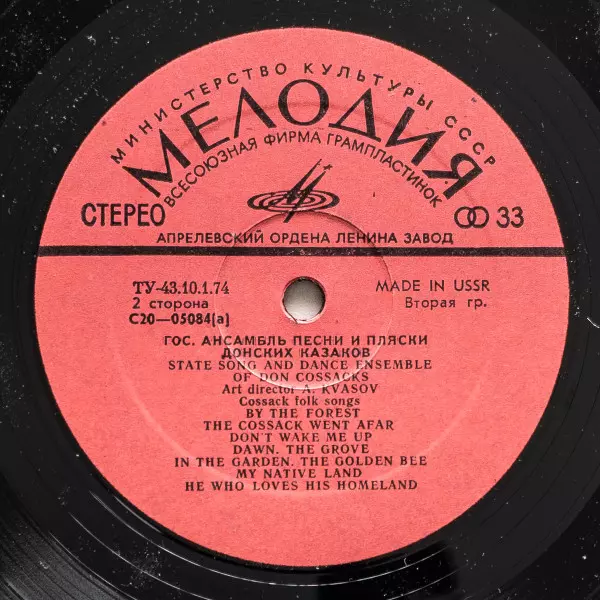 МИНИСТЕРСТВО КУЛЬТУРЫ СССР
МЕЛОДИЯ
ВСЕСОЮЗНАЯ ФИРМА ГРАМПЛАСТИНОК
СТЕРЕО
33
АПРЕЛЕВСКИЙ ОРДЕНА ЛЕНИНА ЗАВОД
ТУ-43.10.1.74
MADE IN USSR
2 сторона
Вторая гр.
С20—05084(а)
ГОС. АНСАМБЛЬ ПЕСНИ И ПЛЯСКИ
ДОНСКИХ КАЗАКОВ
STATE SONG AND DANCE ENSEMBLE
OF DON COSSACKS
Art director A. KVASOV
Cossack folk songs
BY THE FOREST
THE COSSACK WENT AFAR
DON'T WAKE ME UP
DAWN. THE GROVE
IN THE GARDEN. THE GOLDEN BEE
MY NATIVE LAND
HE WHO LOVES HIS HOMELAND